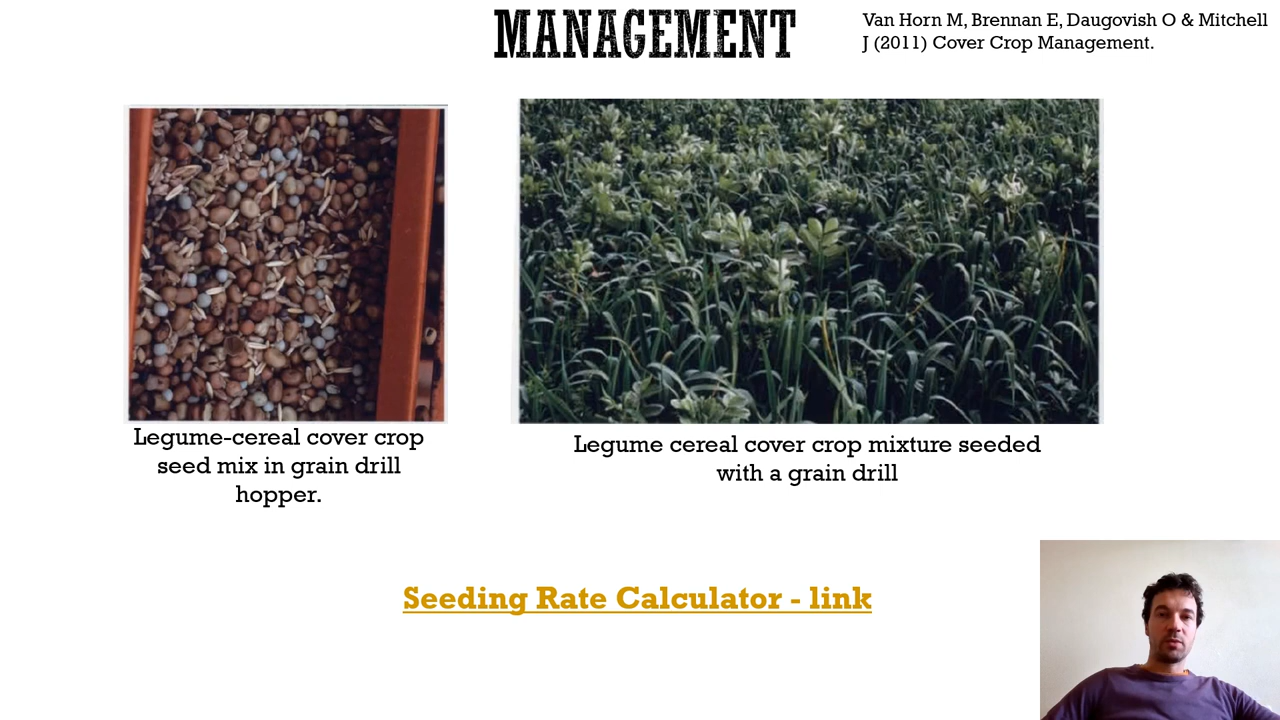 MANAGEMENT
Van Horn M, Brennan E, Daugovish O & Mitchell
J (2011) Cover Crop Management.
Legume-cereal cover crop
seed mix in grain drill
hopper.
Legume cereal cover crop mixture seeded
with a grain drill
Seeding Rate Calculator - link